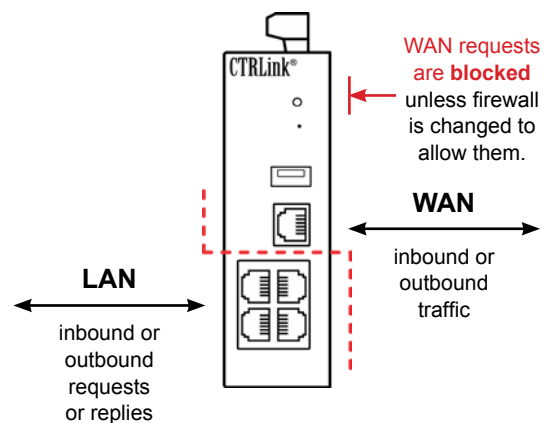 CTRLink®
WAN requests
are blocked
unless firewall
is changed to
allow them.
WAN
inbound or
outbound
traffic
LAN
inbound or
outbound
requests
or replies